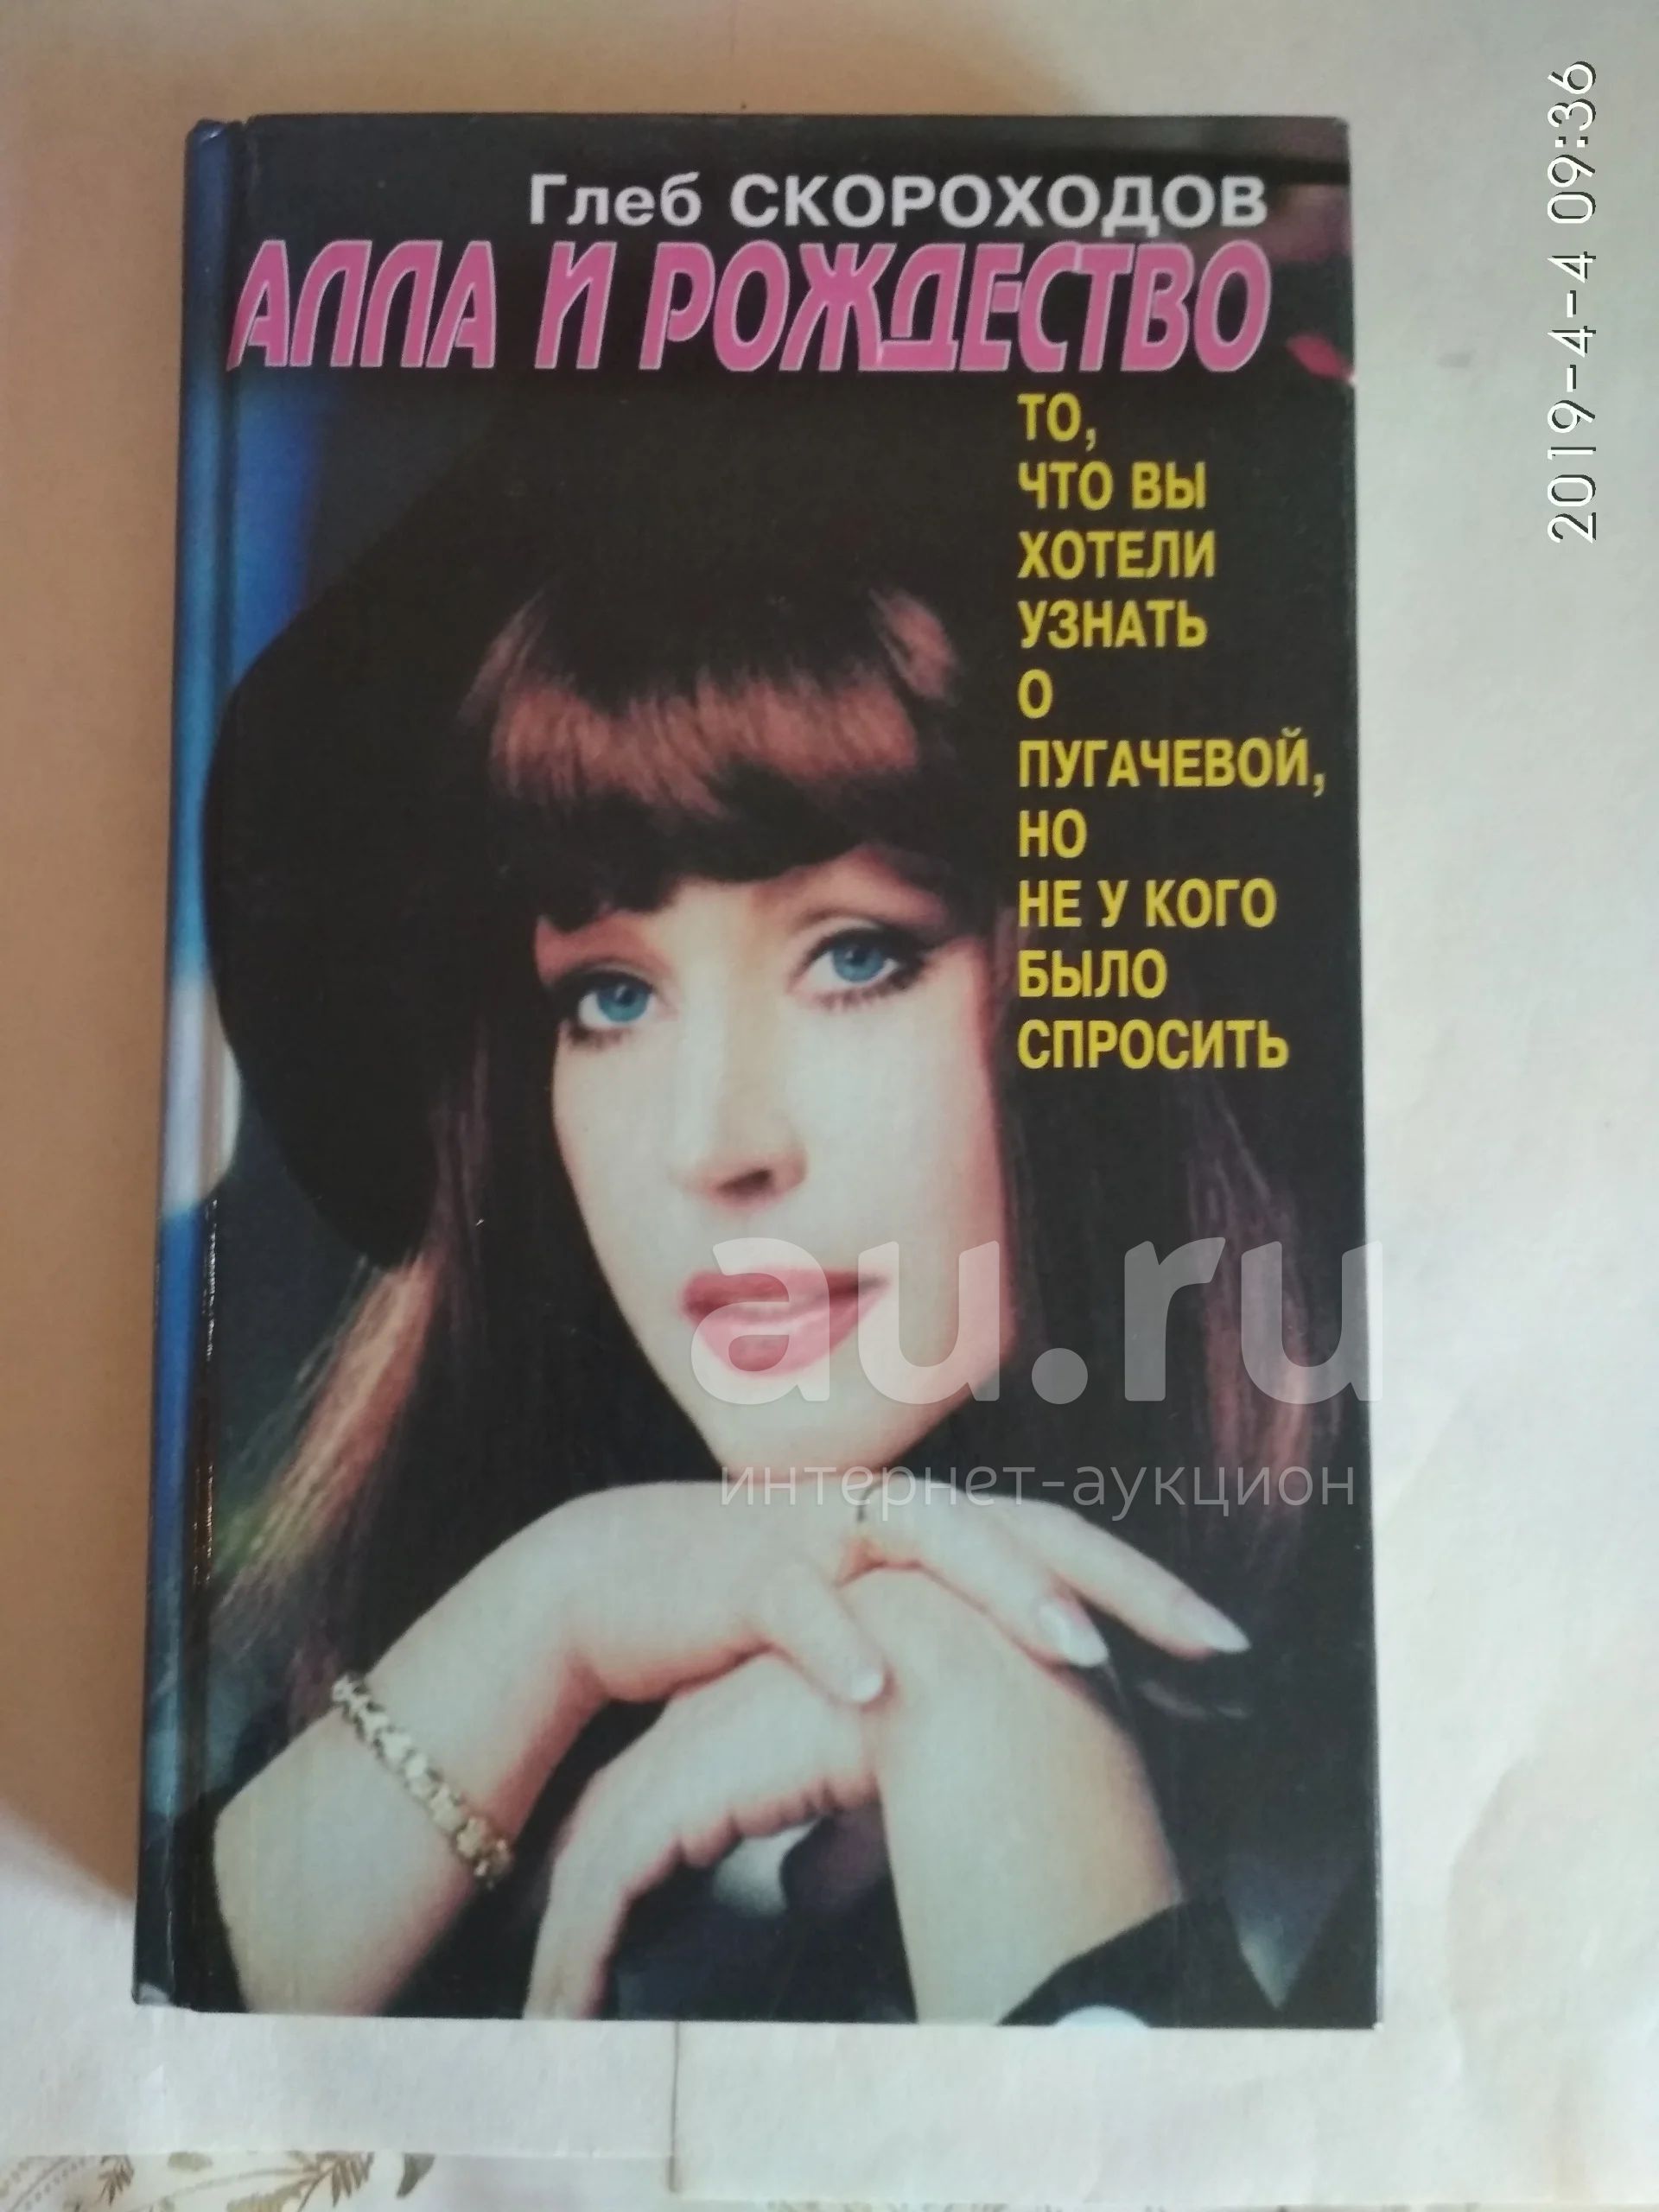 Глеб СКОРОХОДОВ
АЛЛА И РОЖДЕСТВО
ТО,
ЧТО ВЫ
ХОТЕЛИ
УЗНАТЬ
О
ПУГАЧЕВОЙ,
НО
НЕ У КОГО
БЫЛО
СПРОСИТЬ
au.ru
интернет-аукцион
2019-4-4 09:36